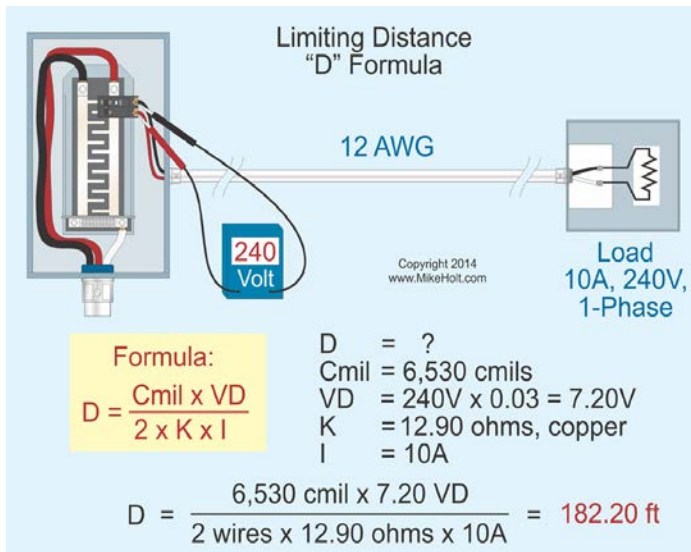 Limiting Distance
“D” Formula
12 AWG
240
Volt
Copyright 2014
www.MikeHolt.com
Load
10A, 240V,
1-Phase
Formula:
D = Cmil x VD
2 x K x I
D = ?
Cmil = 6,530 cmils
VD = 240V x 0.03 = 7.20V
K = 12.90 ohms, copper
I = 10A
D = 6,530 cmil x 7.20 VD = 182.20 ft
2 wires x 12.90 ohms x 10A